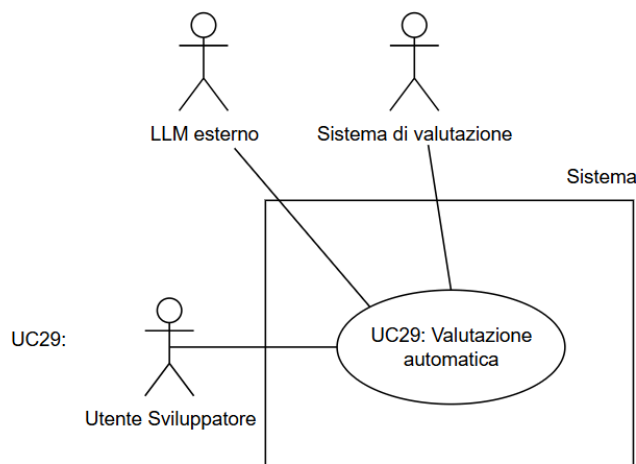 LLM esterno
Sistema di valutazione
Sistema
UC29:
UC29: Valutazione
automatica
Utente Sviluppatore